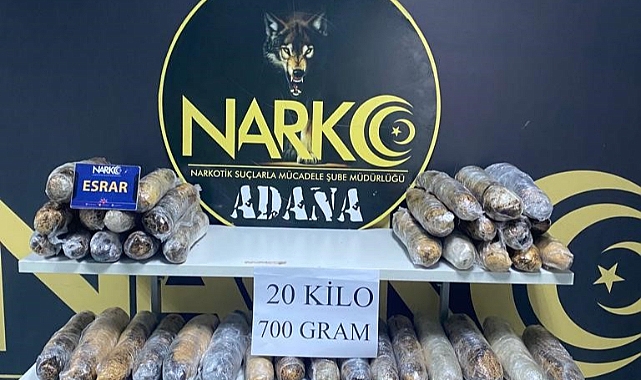 NARKO
NARKOTİK SUÇLARLA MÜCADELE ŞUBE MÜDÜRLÜĞÜ
ADANA
NARKO
ESRAR
20 KİLO
700 GRAM